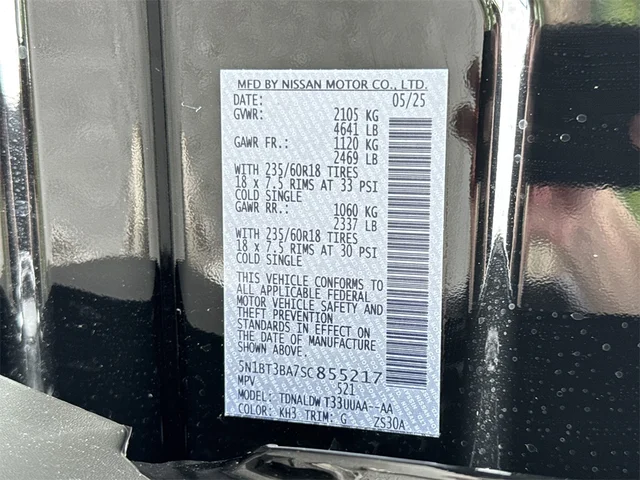 MFD BY NISSAN MOTOR CO., LTD.
DATE: 05/25
GVWR: 2105 KG
4641 LB
GAWR FR.: 1120 KG
2469 LB
WITH 235/60R18 TIRES
18 x 7.5 RIMS AT 33 PSI
COLD SINGLE
GAWR RR.: 1060 KG
2337 LB
WITH 235/60R18 TIRES
18 x 7.5 RIMS AT 30 PSI
COLD SINGLE
THIS VEHICLE CONFORMS TO
ALL APPLICABLE FEDERAL
MOTOR VEHICLE SAFETY AND
THEFT PREVENTION
STANDARDS IN EFFECT ON
THE DATE OF MANUFACTURE
SHOWN ABOVE.
5N1BT3BA7SC855217
MPV 521
MODEL: TDNALDWT33UUAA--AA
COLOR: KH3 TRIM: G ZS30A